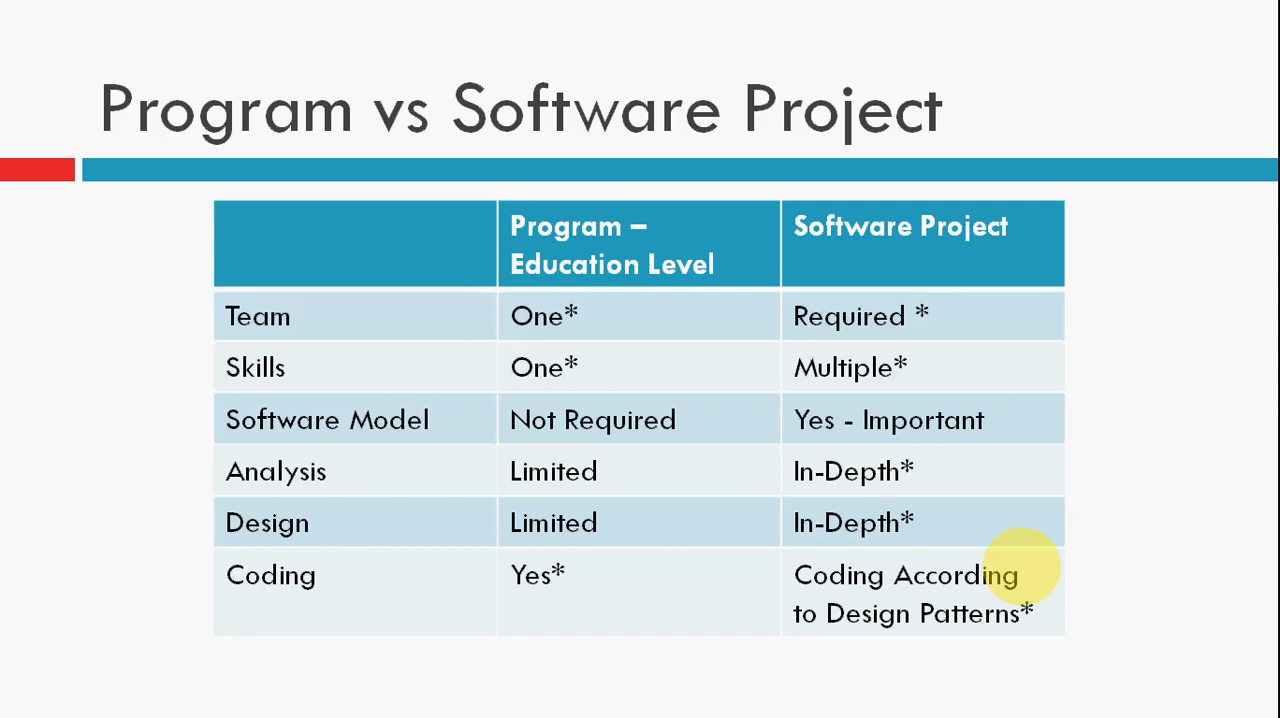 Program vs Software Project
Program –
Education Level
Software Project
Team
One*
Required *
Skills
One*
Multiple*
Software Model
Not Required
Yes - Important
Analysis
Limited
In-Depth*
Design
Limited
In-Depth*
Coding
Yes*
Coding According
to Design Patterns*